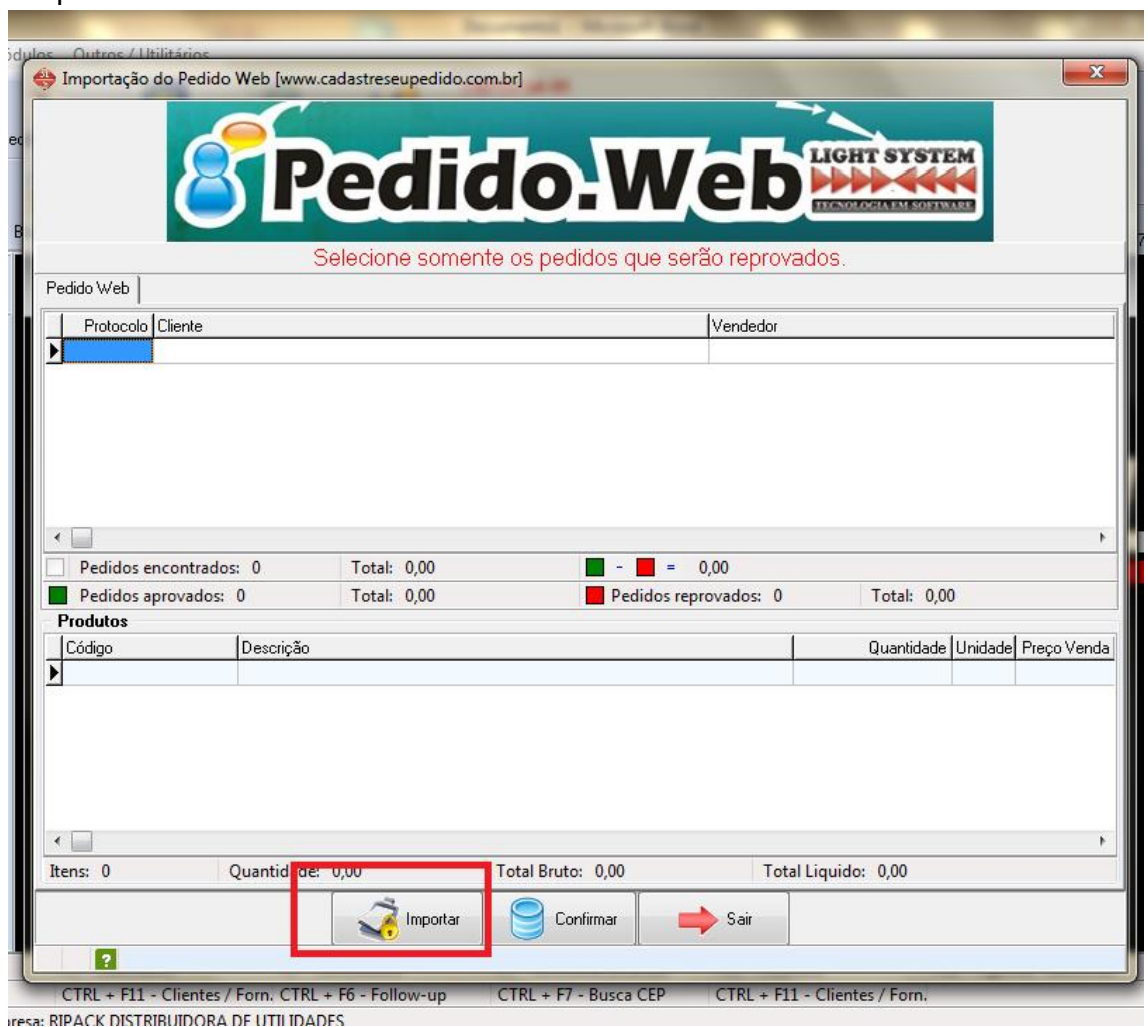 Outros / Utilitários
Importação do Pedido Web [www.cadastreseupedido.com.br]
Pedido.Web
LIGHT SYSTEM
TECNOLOGIA EM SOFTWARE
Selecione somente os pedidos que serão reprovados.
Pedido Web
Protocolo Cliente Vendedor
Pedidos encontrados: 0 Total: 0,00 - = 0,00
Pedidos aprovados: 0 Total: 0,00 Pedidos reprovados: 0 Total: 0,00
Produtos
Código Descrição Quantidade Unidade Preço Venda
Itens: 0 Quantidade: 0,00 Total Bruto: 0,00 Total Liquido: 0,00
Importar Confirmar Sair
?
CTRL + F11 - Clientes / Forn. CTRL + F6 - Follow-up CTRL + F7 - Busca CEP CTRL + F11 - Clientes / Forn.
resa: RIPACK DISTRIBUIDORA DE UTILIDADES